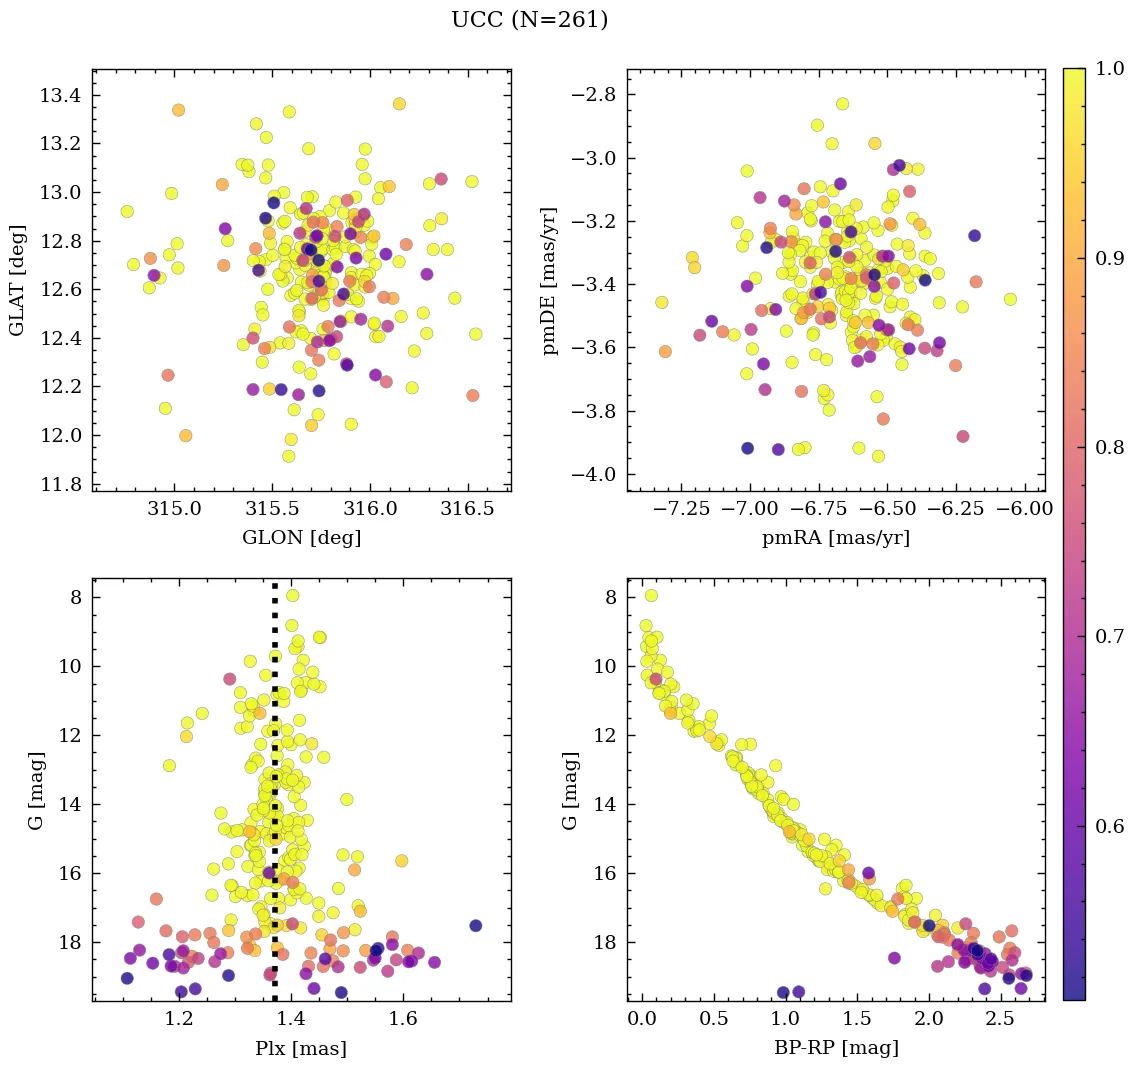 UCC (N=261)
13.4
13.2
13.0
12.8
12.6
12.4
12.2
12.0
11.8
GLAT [deg]
315.0 315.5 316.0 316.5
GLON [deg]
−2.8
−3.0
−3.2
−3.4
−3.6
−3.8
−4.0
pmDE [mas/yr]
−7.25 −7.00 −6.75 −6.50 −6.25 −6.00
pmRA [mas/yr]
8
10
12
14
16
18
G [mag]
1.2 1.4 1.6
Plx [mas]
8
10
12
14
16
18
G [mag]
0.0 0.5 1.0 1.5 2.0 2.5
BP-RP [mag]
1.0
0.9
0.8
0.7
0.6